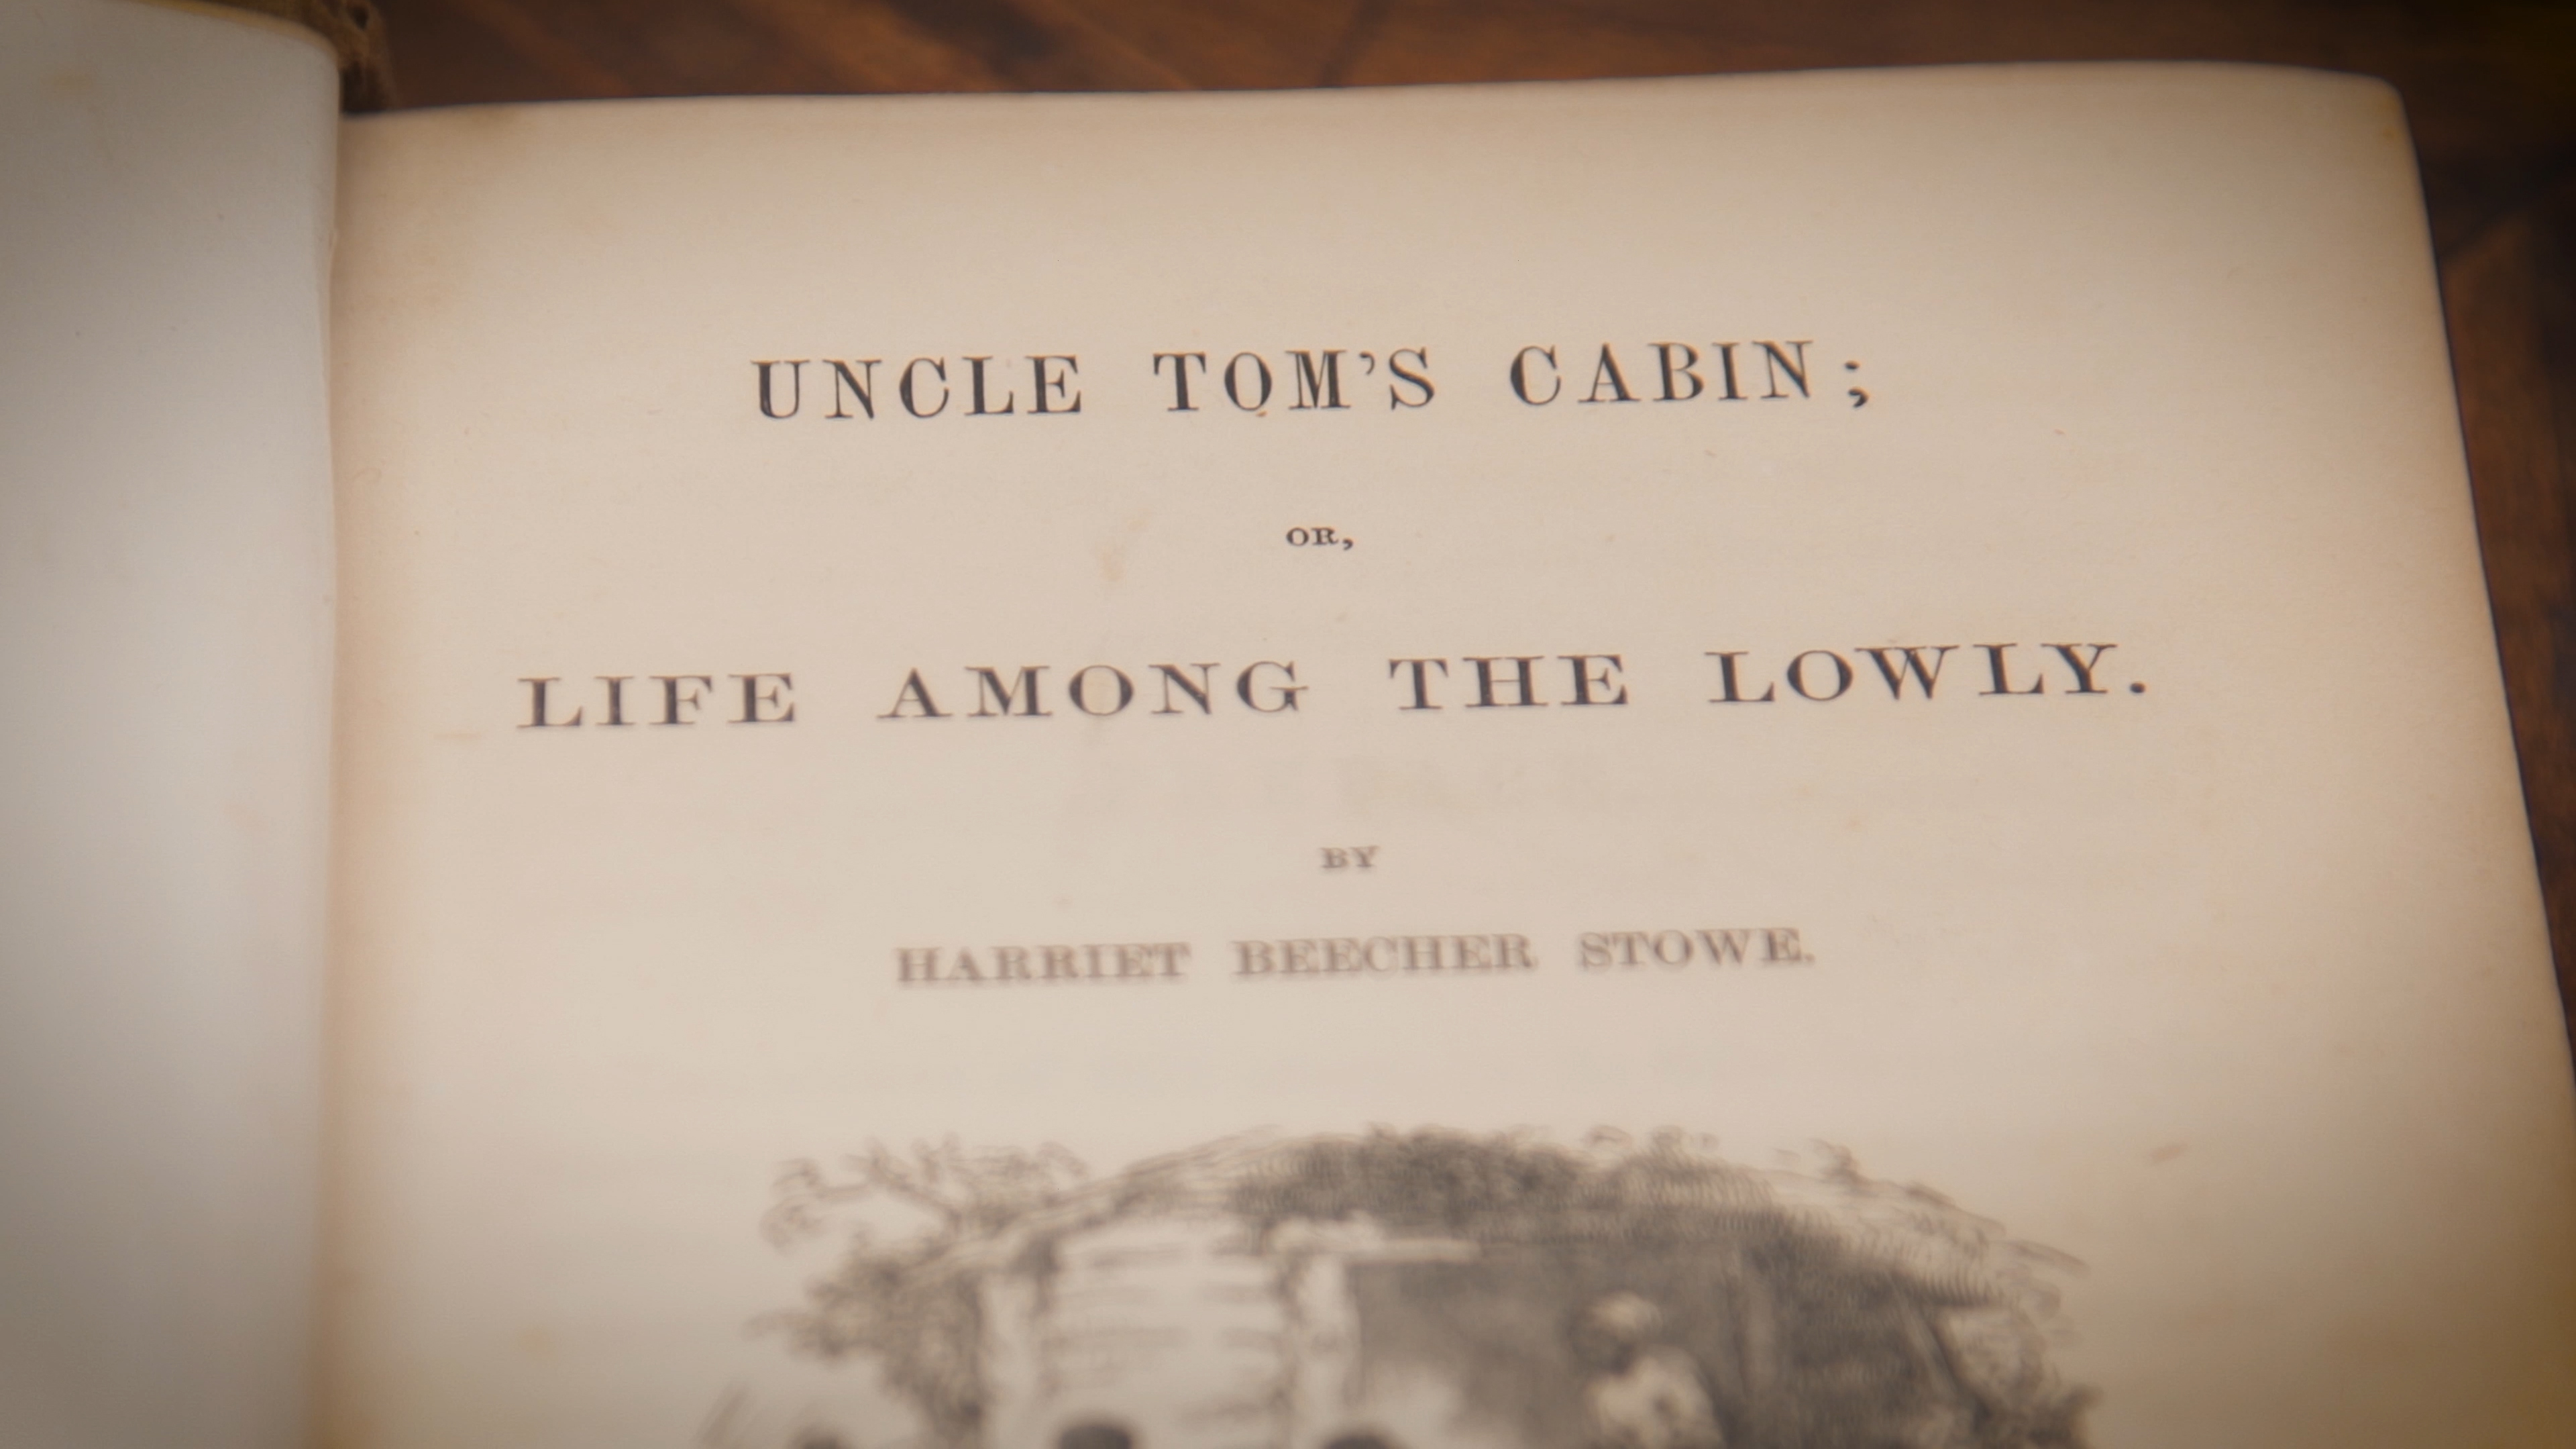 UNCLE TOM'S CABIN;
OR,
LIFE AMONG THE LOWLY.
BY
HARRIET BEECHER STOWE.